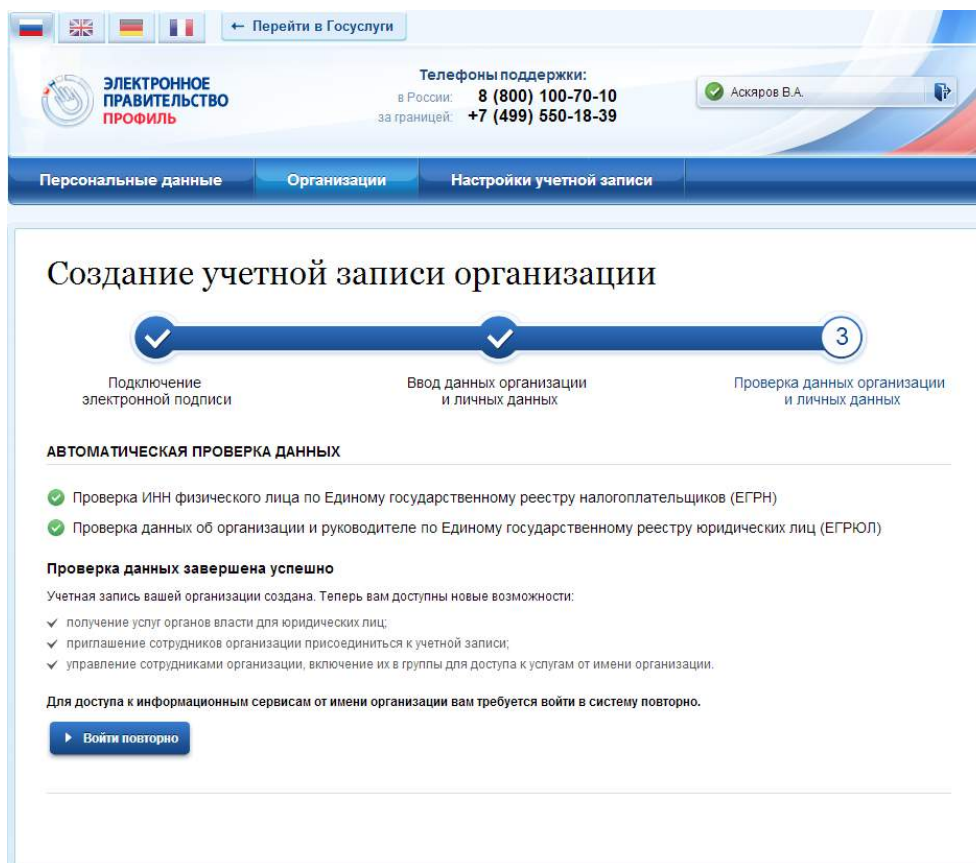 ← Перейти в Госуслуги
ЭЛЕКТРОННОЕ
ПРАВИТЕЛЬСТВО
ПРОФИЛЬ
Телефоны поддержки:
в России: 8 (800) 100-70-10
за границей: +7 (499) 550-18-39
Аскяров В.А.
Персональные данные Организации Настройки учетной записи
Создание учетной записи организации
3
Подключение
электронной подписи
Ввод данных организации
и личных данных
Проверка данных организации
и личных данных
АВТОМАТИЧЕСКАЯ ПРОВЕРКА ДАННЫХ
Проверка ИНН физического лица по Единому государственному реестру налогоплательщиков (ЕГРН)
Проверка данных об организации и руководителе по Единому государственному реестру юридических лиц (ЕГРЮЛ)
Проверка данных завершена успешно
Учетная запись вашей организации создана. Теперь вам доступны новые возможности:
получение услуг органов власти для юридических лиц;
приглашение сотрудников организации присоединиться к учетной записи;
управление сотрудниками организации, включение их в группы для доступа к услугам от имени организации.
Для доступа к информационным сервисам от имени организации вам требуется войти в систему повторно.
Войти повторно